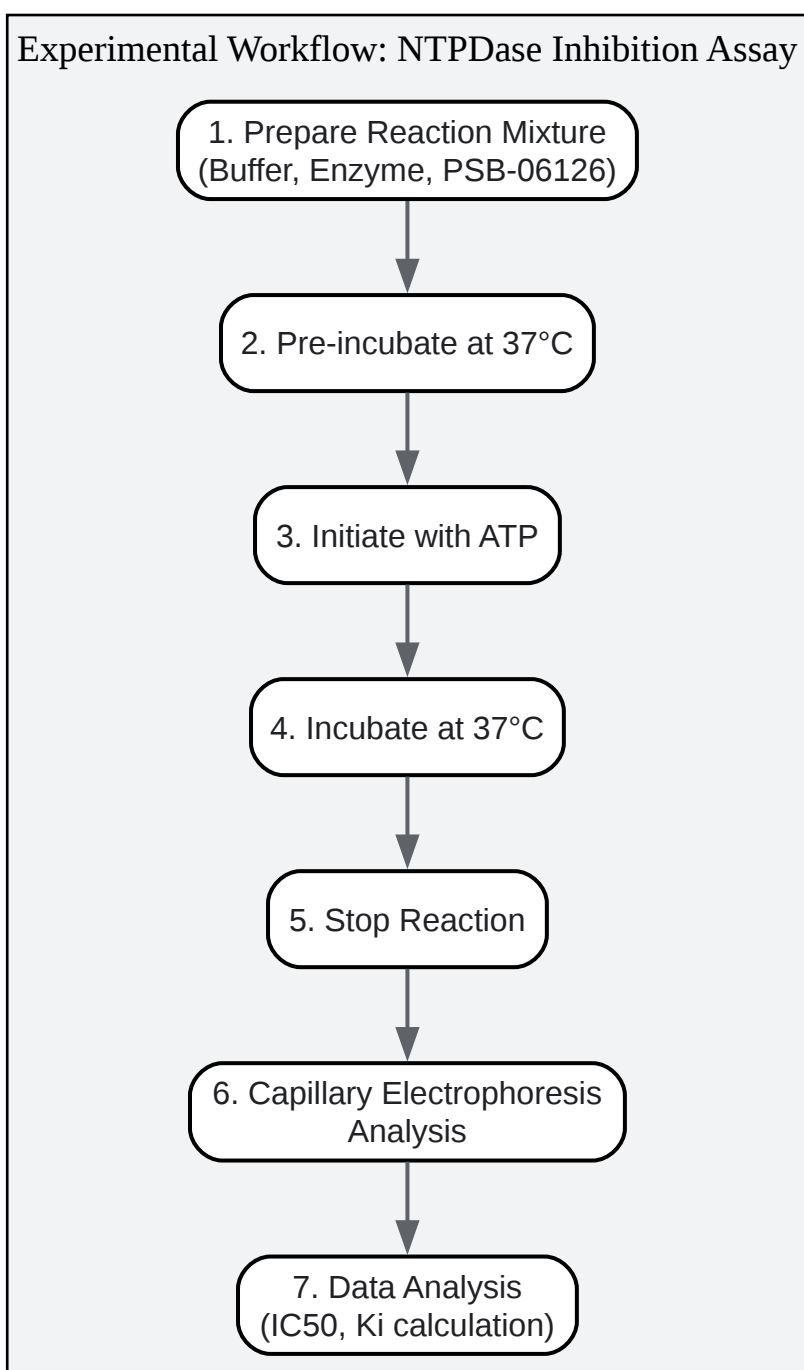 Experimental Workflow: NTPDase Inhibition Assay
1. Prepare Reaction Mixture
(Buffer, Enzyme, PSB-06126)
2. Pre-incubate at 37°C
3. Initiate with ATP
4. Incubate at 37°C
5. Stop Reaction
6. Capillary Electrophoresis
Analysis
7. Data Analysis
(IC50, Ki calculation)